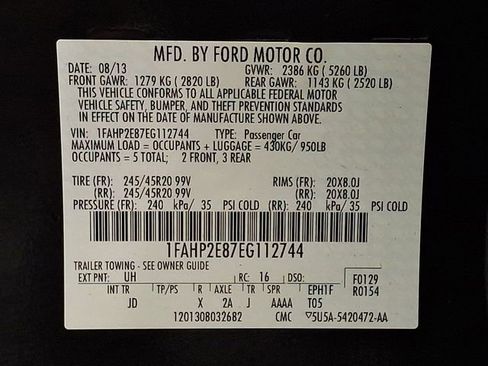 MFD. BY FORD MOTOR CO.
DATE: 08/13 GVWR: 2386 KG ( 5260 LB)
FRONT GAWR: 1279 KG ( 2820 LB) REAR GAWR: 1143 KG ( 2520 LB)
THIS VEHICLE CONFORMS TO ALL APPLICABLE FEDERAL MOTOR
VEHICLE SAFETY, BUMPER, AND THEFT PREVENTION STANDARDS
IN EFFECT ON THE DATE OF MANUFACTURE SHOWN ABOVE.
VIN: 1FAHP2E87EG112744 TYPE: Passenger Car
MAXIMUM LOAD = OCCUPANTS + LUGGAGE = 430KG/ 950LB
OCCUPANTS = 5 TOTAL; 2 FRONT, 3 REAR
TIRE (FR): 245/45R20 99V RIMS (FR): 20X8.0J
(RR): 245/45R20 99V (RR): 20X8.0J
PRESSURE (FR): 240 kPa/ 35 PSI COLD (RR): 240 kPa/ 35 PSI COLD
1FAHP2E87EG112744
TRAILER TOWING - SEE OWNER GUIDE
EXT PNT: UH RC: 16 DSO: F0129
R0154
INT TR TP/PS R AXLE TR SPR EPH1F
JD X 2A J AAAA T05
1201308032682 CMC ▽5U5A-5420472-AA